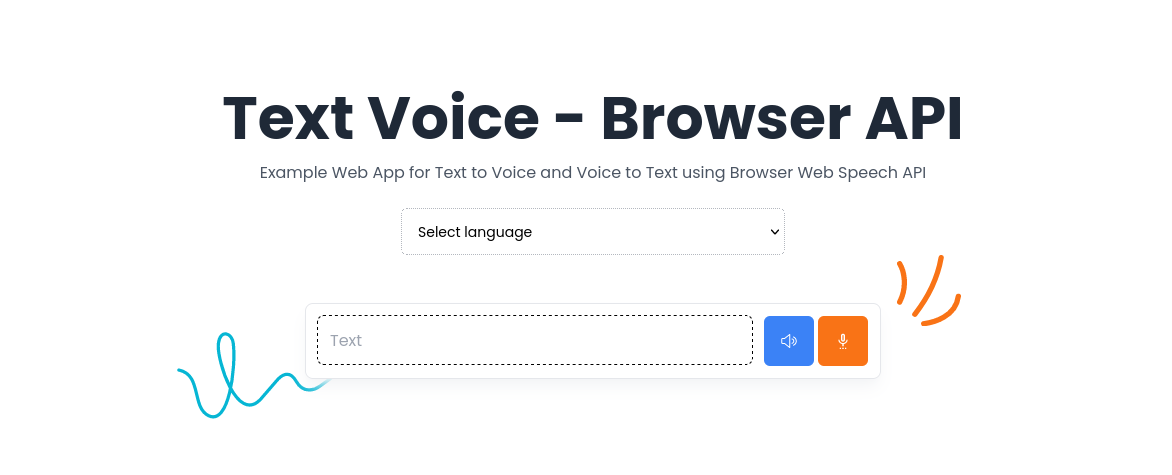 Text Voice - Browser API
Example Web App for Text to Voice and Voice to Text using Browser Web Speech API
Select language
Text